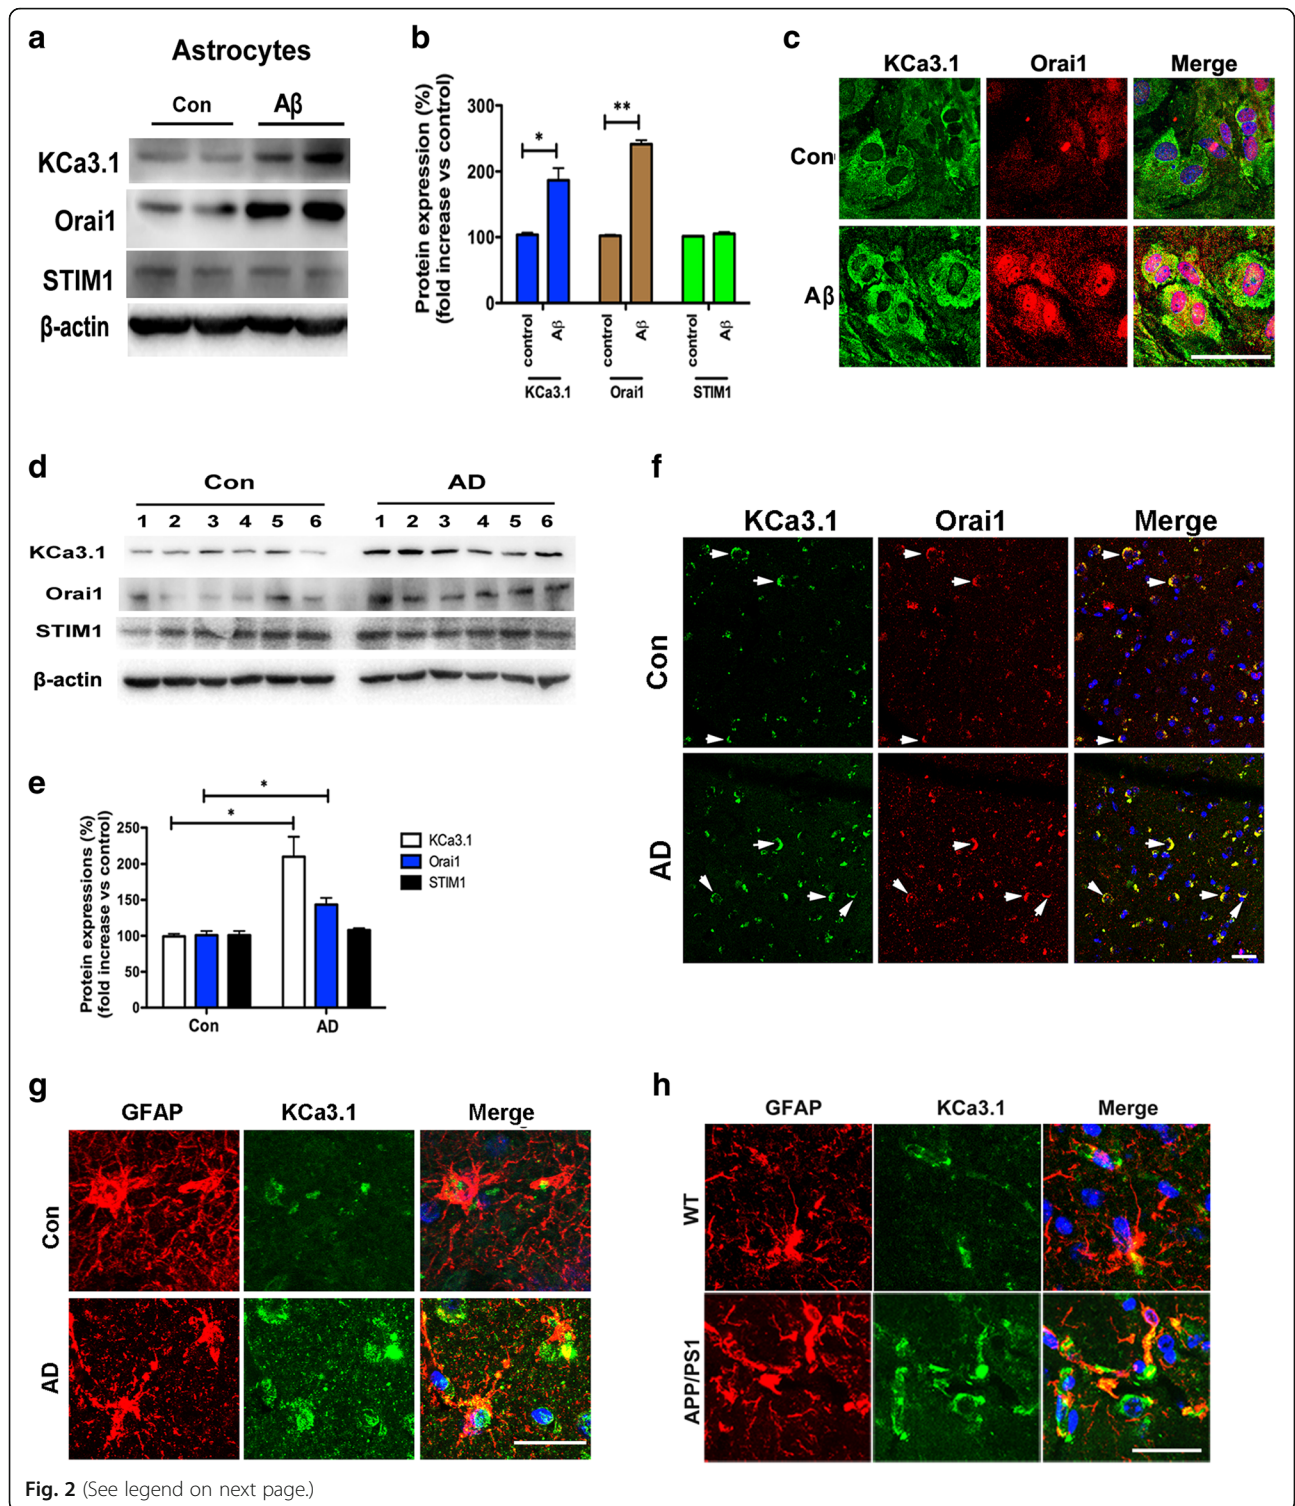 a
Astrocytes
Con Aβ
KCa3.1
Orai1
STIM1
β-actin
b
Protein expression (%)
(fold increase vs control)
300
200
100
0
*
**
control
Aβ
control
Aβ
control
Aβ
KCa3.1 Orai1 STIM1
c
KCa3.1 Orai1 Merge
Con
Aβ
d
Con AD
1 2 3 4 5 6 1 2 3 4 5 6
KCa3.1
Orai1
STIM1
β-actin
e
Protein expressions (%)
(fold increase vs control)
250
200
150
100
50
0
*
*
KCa3.1
Orai1
STIM1
Con AD
f
KCa3.1 Orai1 Merge
Con
AD
g
GFAP KCa3.1 Merge
Con
AD
h
GFAP KCa3.1 Merge
WT
APP/PS1
Fig. 2 (See legend on next page.)